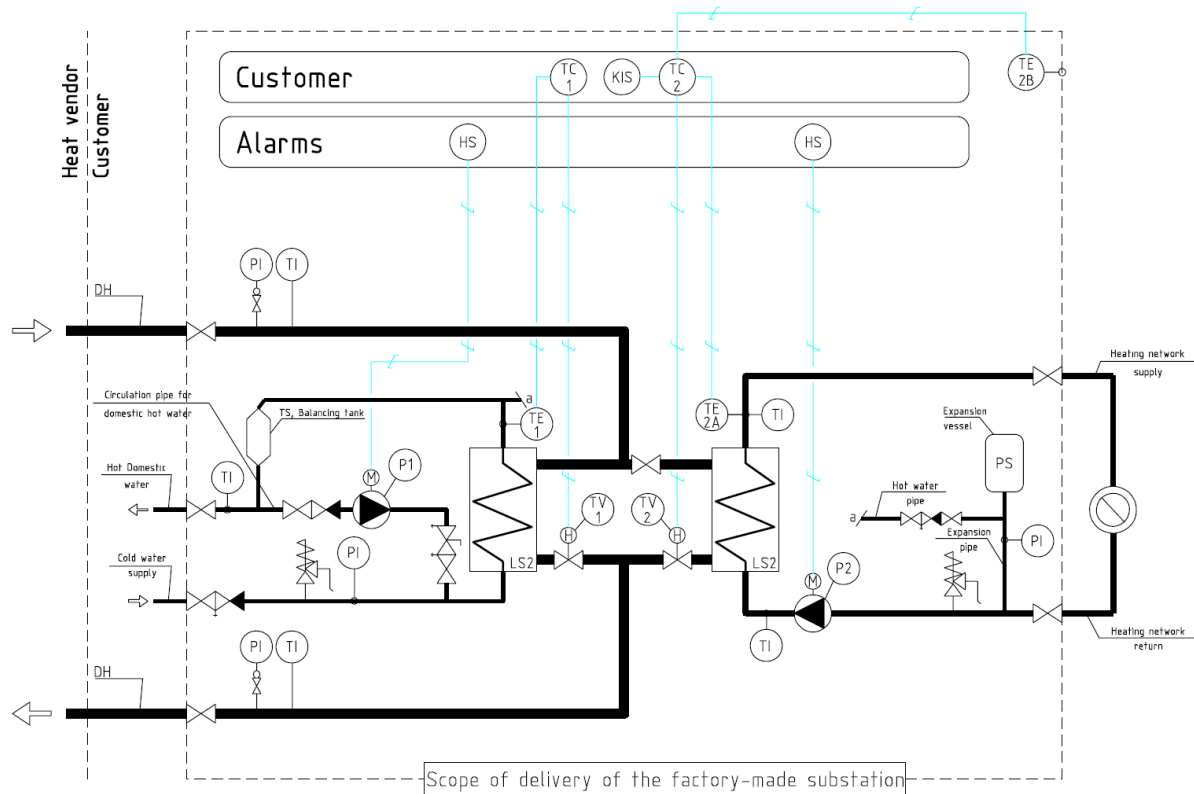 TE
2B
Customer
TC
1
KIS
TC
2
Alarms
HS
HS
Heat vendor
Customer
PI
TI
DH
Circulation pipe for
domestic hot water
TS, Balancing tank
a
TE
1
TE
2A
TI
Heating network
supply
Expansion
vessel
PS
Hot Domestic
water
TI
M
P1
TV
1
TV
2
H
H
Hot water
pipe
a
Expansion
pipe
PI
Cold water
supply
PI
LS2
LS2
M
P2
TI
Heating network
return
PI
TI
DH
Scope of delivery of the factory-made substation